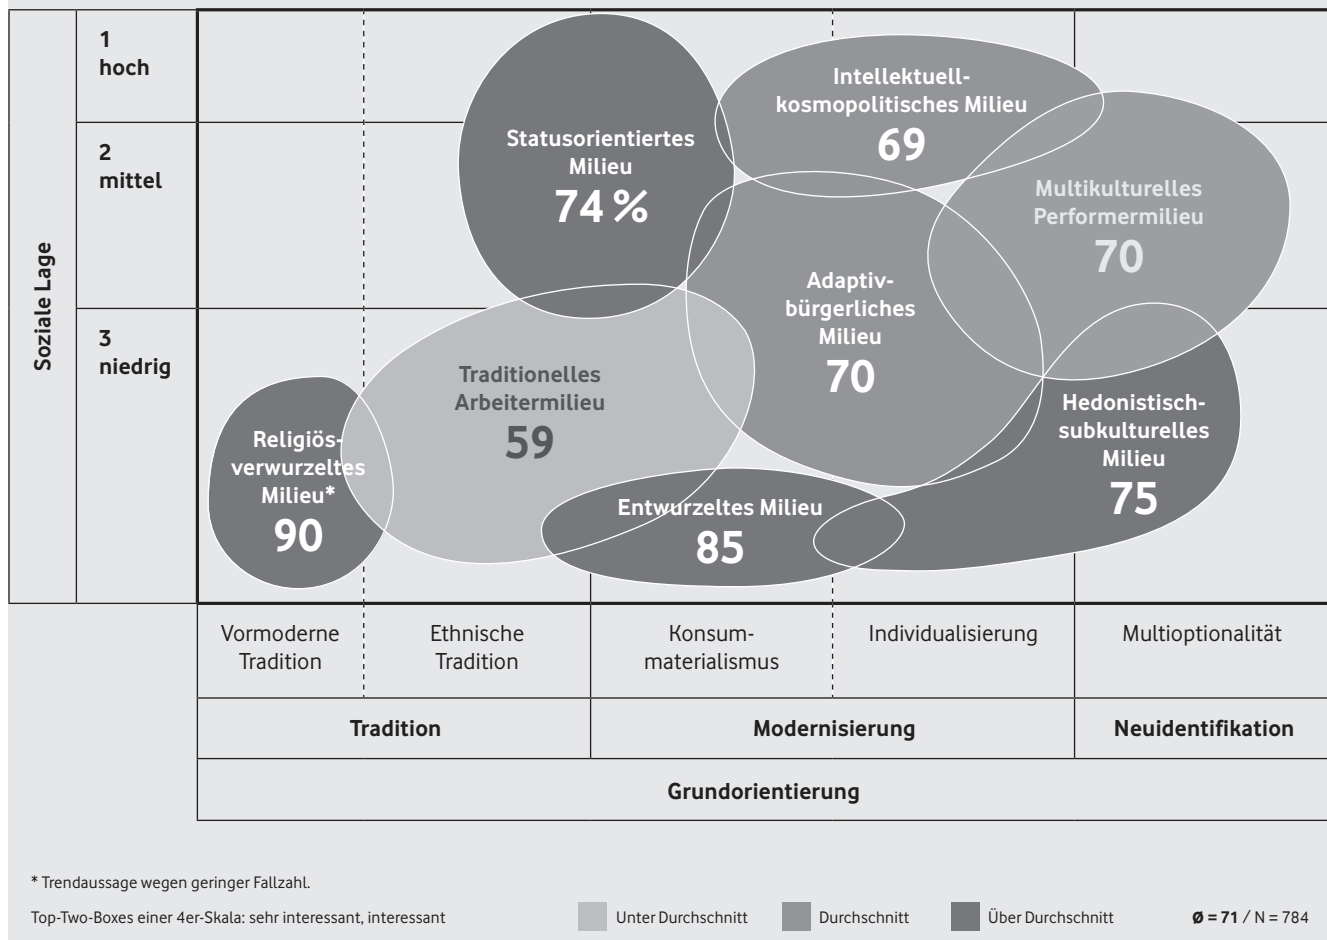 Soziale Lage
1
hoch
2
mittel
3
niedrig
Statusorientiertes
Milieu
74 %
Intellektuell-
kosmopolitisches Milieu
69
Multikulturelles
Performermilieu
70
Adaptiv-
bürgerliches
Milieu
70
Traditionelles
Arbeitermilieu
59
Religiös-
verwurzeltes
Milieu*
90
Entwurzeltes Milieu
85
Hedonistisch-
subkulturelles
Milieu
75
Vormoderne
Tradition
Ethnische
Tradition
Konsum-
materialismus
Individualisierung
Multioptionalität
Tradition
Modernisierung
Neuidentifikation
Grundorientierung
* Trendaussage wegen geringer Fallzahl.
Top-Two-Boxes einer 4er-Skala: sehr interessant, interessant
Unter Durchschnitt
Durchschnitt
Über Durchschnitt
Ø = 71 / N = 784